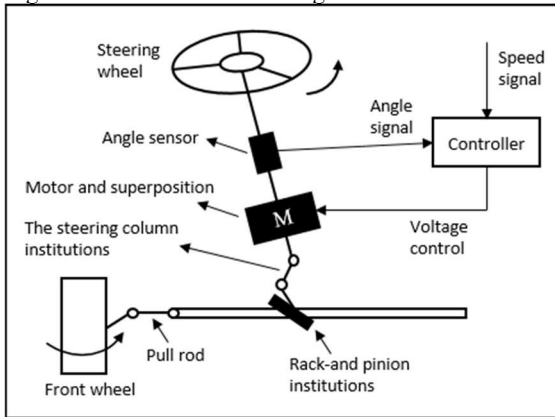 Steering
wheel
Speed
signal
Angle
signal
Angle sensor
Controller
Motor and superposition
M
The steering column
institutions
Voltage
control
Pull rod
Rack-and pinion
institutions
Front wheel